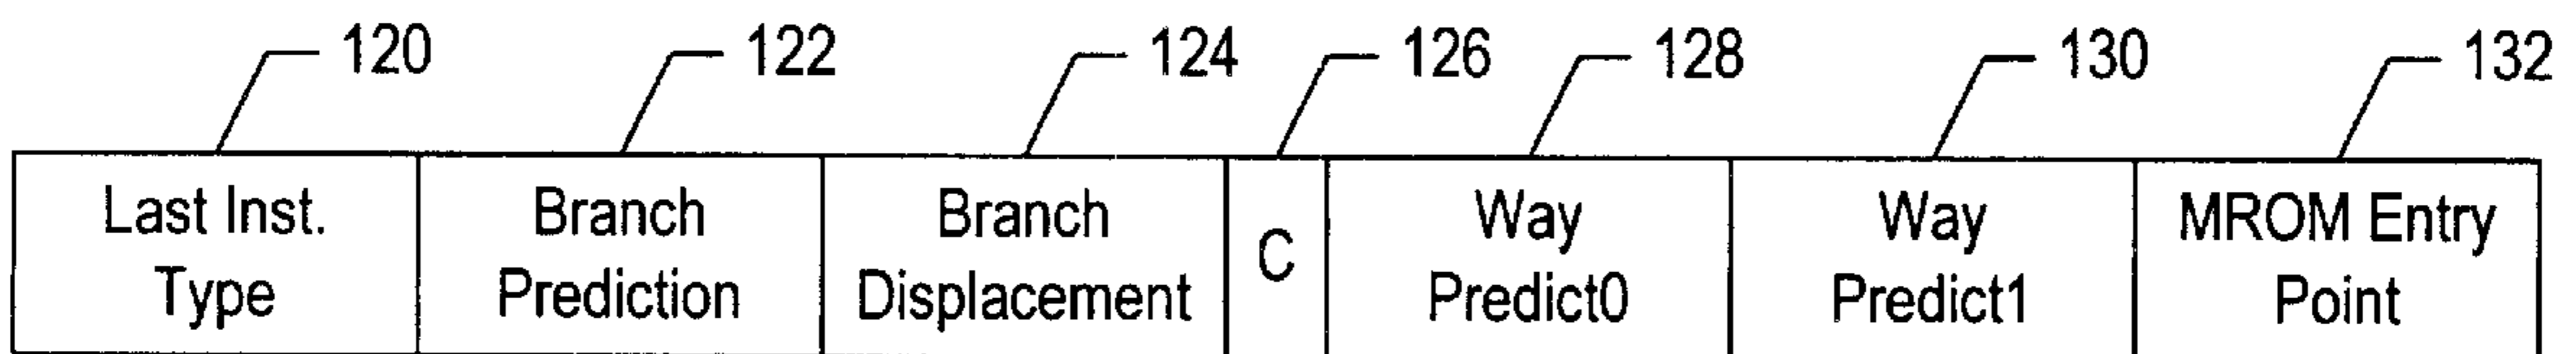 120 122 124 126 128 130 132
Last Inst. Branch Branch C Way Way MROM Entry
Type Prediction Displacement Predict0 Predict1 Point